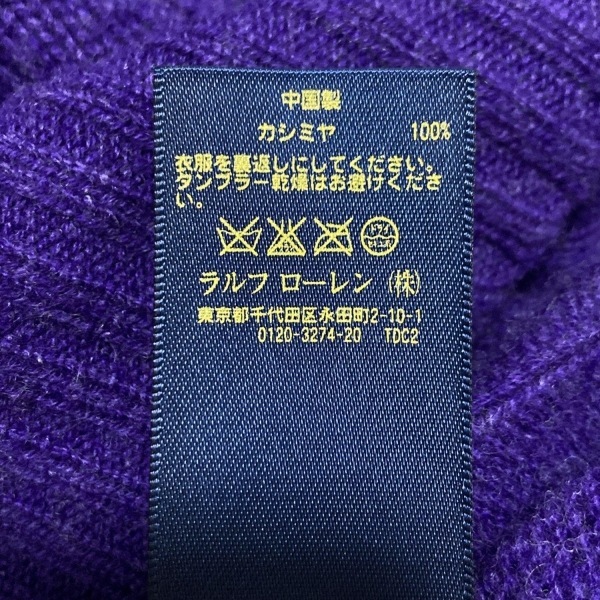 中国製
カシミヤ 100%
衣服を裏返しにしてください。
タンブラー乾燥はお避けくださ
い。
ドライ
ラルフ ローレン (株)
東京都千代田区永田町2-10-1
0120-3274-20 TDC2